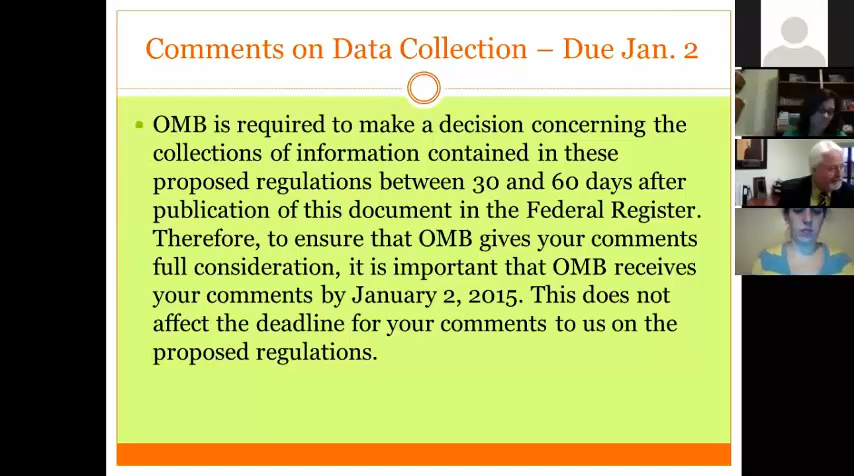 Comments on Data Collection – Due Jan. 2
OMB is required to make a decision concerning the
collections of information contained in these
proposed regulations between 30 and 60 days after
publication of this document in the Federal Register.
Therefore, to ensure that OMB gives your comments
full consideration, it is important that OMB receives
your comments by January 2, 2015. This does not
affect the deadline for your comments to us on the
proposed regulations.